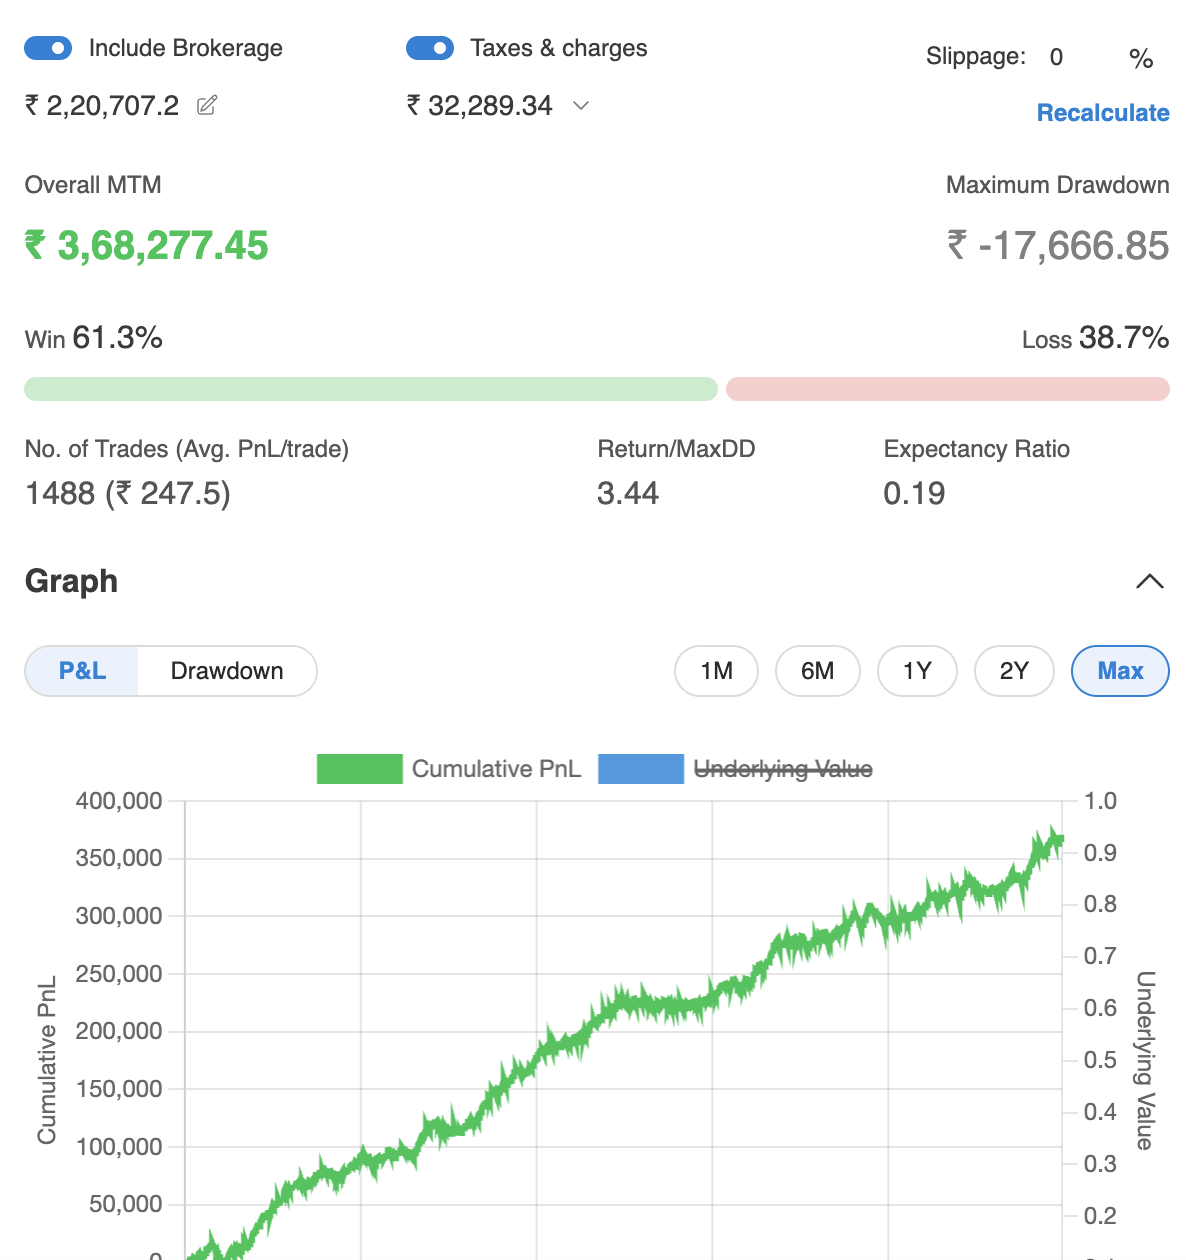 Include Brokerage
Taxes & charges
Slippage: 0 %
₹ 2,20,707.2
₹ 32,289.34
Recalculate
Overall MTM
Maximum Drawdown
₹ 3,68,277.45
₹ -17,666.85
Win 61.3%
Loss 38.7%
No. of Trades (Avg. PnL/trade)
Return/MaxDD
Expectancy Ratio
1488 (₹ 247.5)
3.44
0.19
Graph
P&L
Drawdown
1M
6M
1Y
2Y
Max
Cumulative PnL
Underlying Value
400,000
350,000
300,000
250,000
200,000
150,000
100,000
50,000
Cumulative PnL
1.0
0.9
0.8
0.7
0.6
0.5
0.4
0.3
0.2
Underlying Value